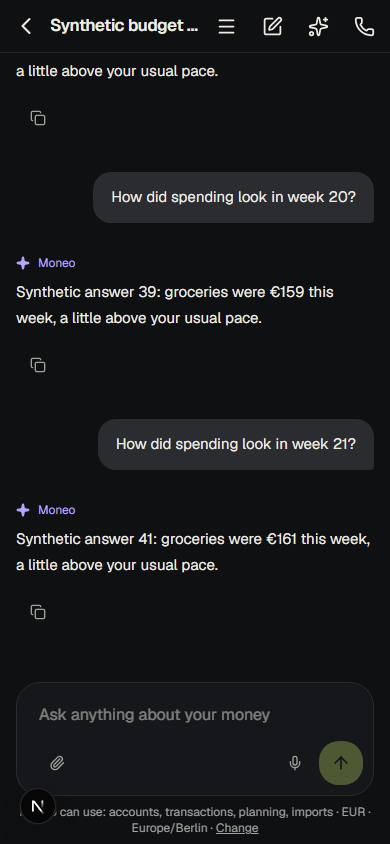 Synthetic budget ...
a little above your usual pace.
How did spending look in week 20?
Moneo
Synthetic answer 39: groceries were €159 this
week, a little above your usual pace.
How did spending look in week 21?
Moneo
Synthetic answer 41: groceries were €161 this week,
a little above your usual pace.
Ask anything about your money
N
can use: accounts, transactions, planning, imports · EUR ·
Europe/Berlin · Change